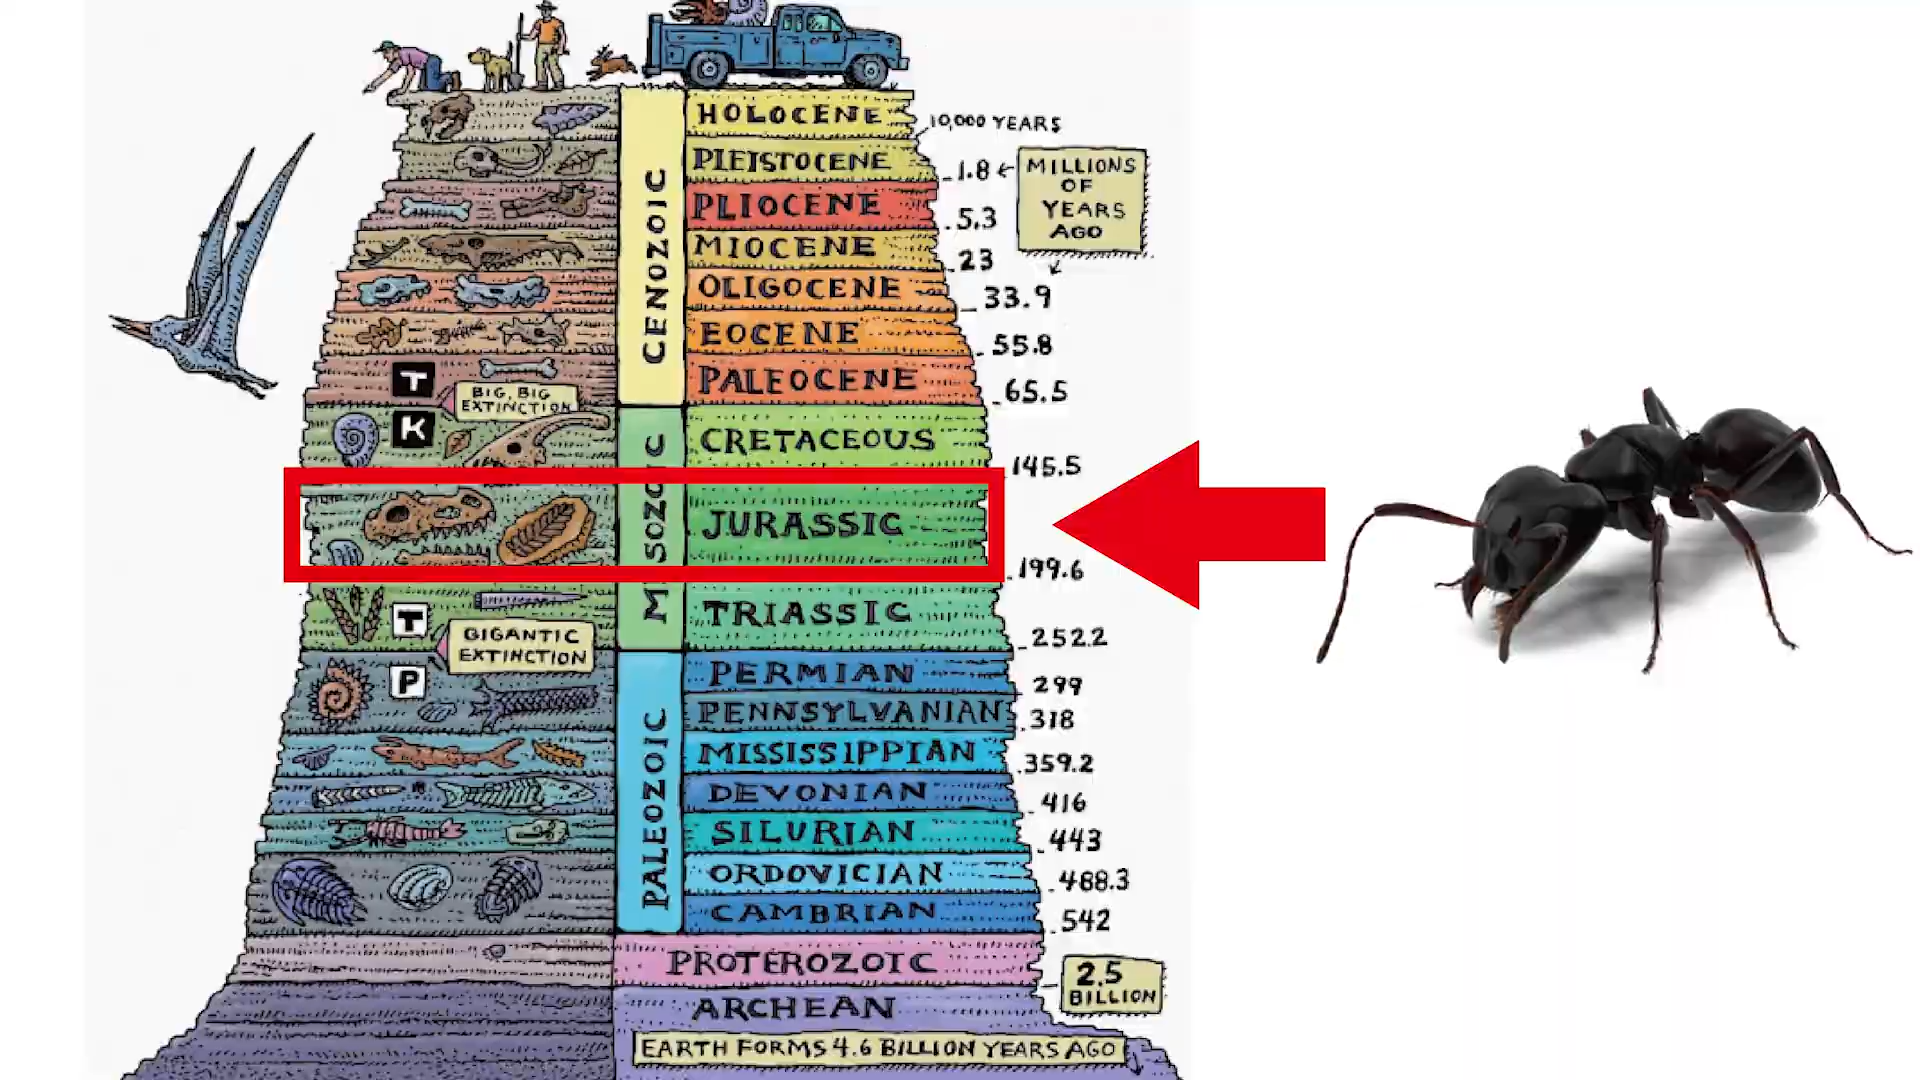 HOLOCENE
10,000 YEARS
PLEISTOCENE
1.8
MILLIONS
OF
YEARS
AGO
PLIOCENE
5.3
MIOCENE
23
OLIGOCENE
33.9
EOCENE
55.8
PALEOCENE
65.5
CENOZOIC
T
BIG, BIG
EXTINCTION
K
CRETACEOUS
145.5
JURASSIC
199.6
MESOZOIC
TRIASSIC
252.2
T
GIGANTIC
EXTINCTION
P
PERMIAN
299
PENNSYLVANIAN
318
MISSISSIPPIAN
359.2
DEVONIAN
416
SILURIAN
443
ORDOVICIAN
488.3
CAMBRIAN
542
PALEOZOIC
PROTEROZOIC
2.5
BILLION
ARCHEAN
EARTH FORMS 4.6 BILLION YEARS AGO